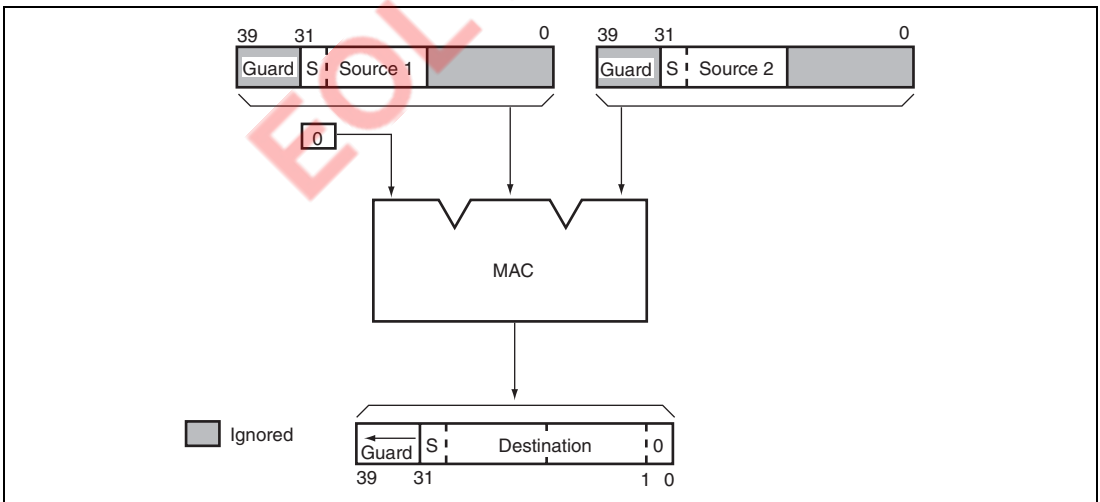 39 31 0 39 31 0
Guard S Source 1 Guard S Source 2
EOL
0
MAC
Ignored
Guard S Destination 0
39 31 1 0